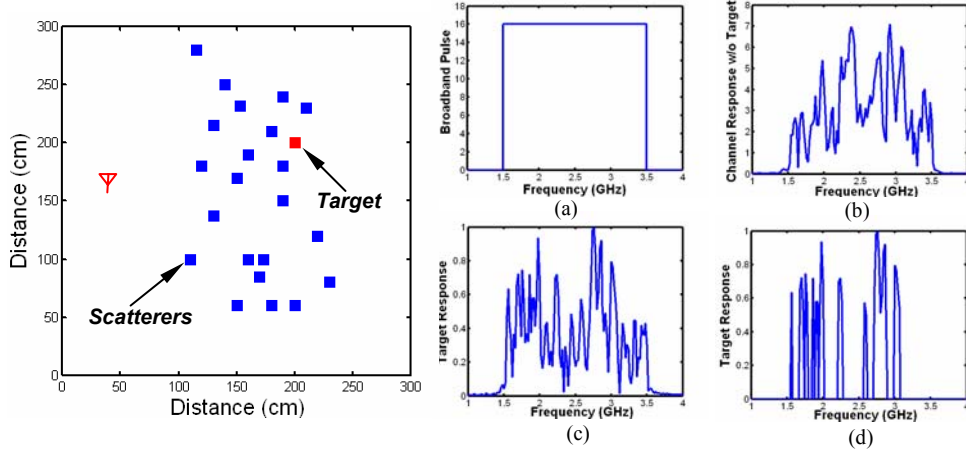 300
250
200
150
100
50
0
0 50 100 150 200 250 300
Distance (cm)
Distance (cm)
Target
Scatterers
18
16
14
12
10
8
6
4
2
0
1 1.5 2 2.5 3 3.5 4
Broadband Pulse
Frequency (GHz)
(a)
8
7
6
5
4
3
2
1
0
1 1.5 2 2.5 3 3.5 4
Channel Response w/o Target
Frequency (GHz)
(b)
1
0.8
0.6
0.4
0.2
0
1 1.5 2 2.5 3 3.5 4
Target Response
Frequency (GHz)
(c)
1
0.8
0.6
0.4
0.2
0
1 1.5 2 2.5 3 3.5 4
Target Response
Frequency (GHz)
(d)